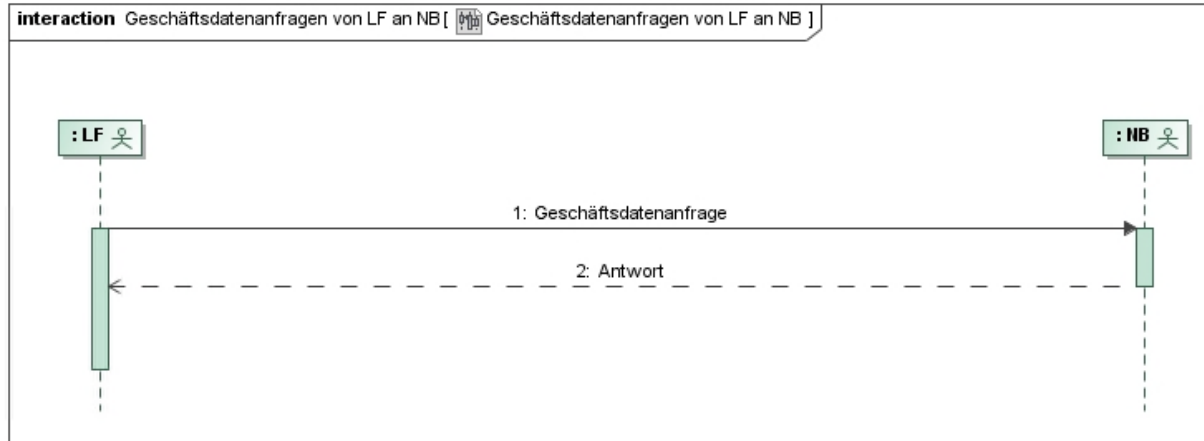 interaction Geschäftsdatenanfragen von LF an NB[ Geschäftsdatenanfragen von LF an NB ]
: LF
: NB
1: Geschäftsdatenanfrage
2: Antwort